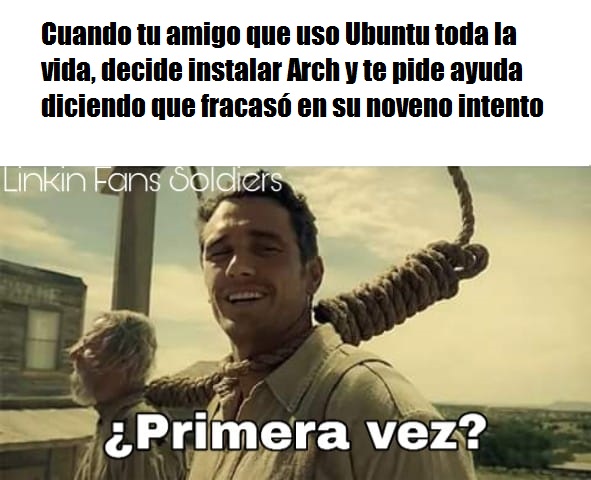 Cuando tu amigo que uso Ubuntu toda la
vida, decide instalar Arch y te pide ayuda
diciendo que fracasó en su noveno intento
Linkin Fans Soldiers
¿Primera vez?